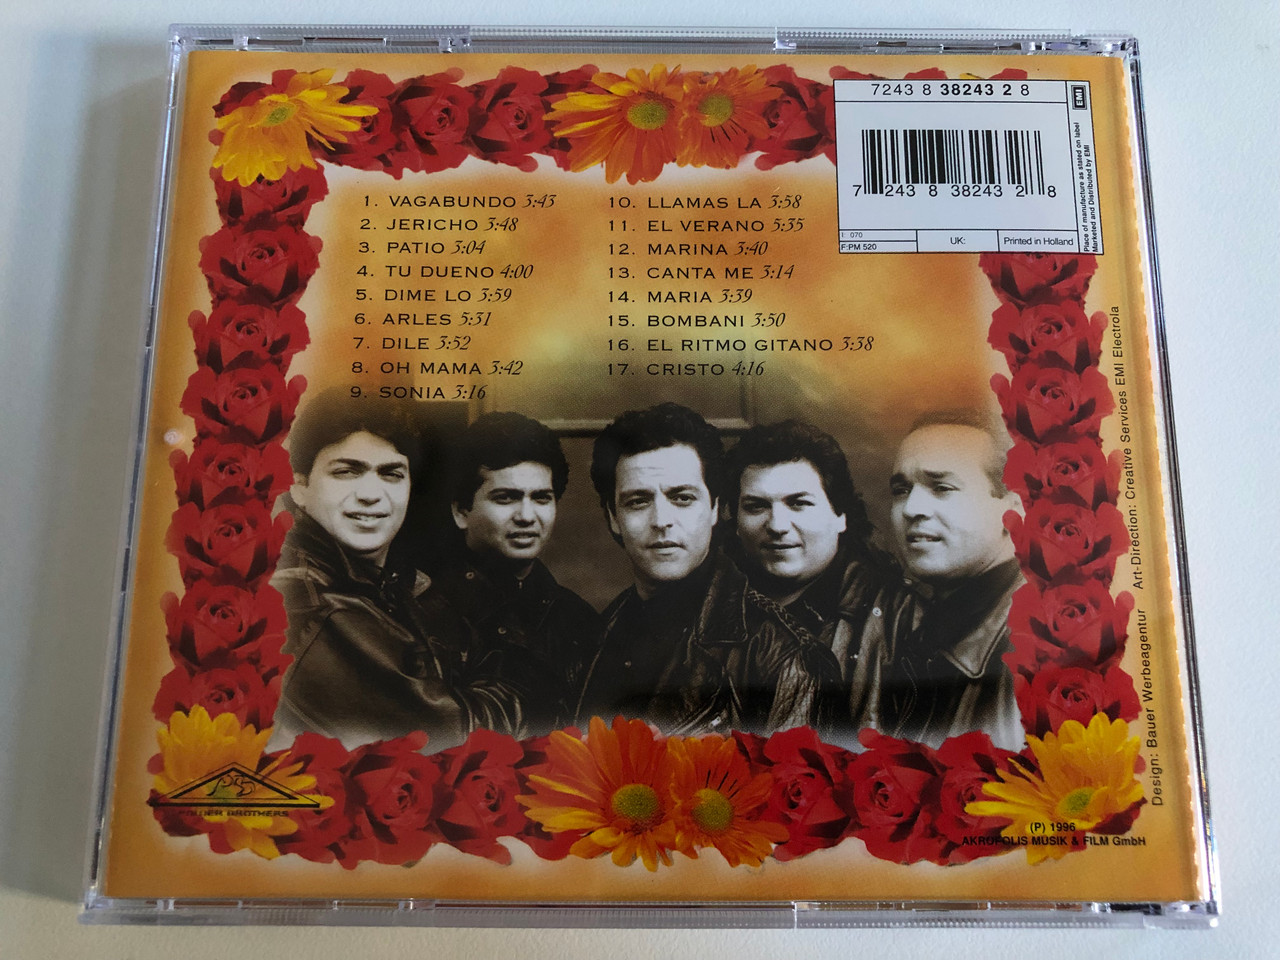 1. VAGABUNDO 3:43
2. JERICHO 3:48
3. PATIO 3:04
4. TU DUENO 4:00
5. DIME LO 3:59
6. ARLES 5:31
7. DILE 3:52
8. OH MAMA 3:42
9. SONIA 3:16
10. LLAMAS LA 3:58
11. EL VERANO 5:35
12. MARINA 3:40
13. CANTA ME 3:14
14. MARIA 3:39
15. BOMBANI 3:50
16. EL RITMO GITANO 3:38
17. CRISTO 4:16
7243 8 38243 2 8
7 243 8 38243 2 8
I: 070
F:PM 520
UK:
Printed in Holland
EMI
Place of manufacture as stated on label
Marketed and Distributed by EMI
Design: Bauer Werbeagentur Art-Direction: Creative Services EMI Electrola
POWER BROTHERS
(P) 1996
AKROPOLIS MUSIK & FILM GmbH